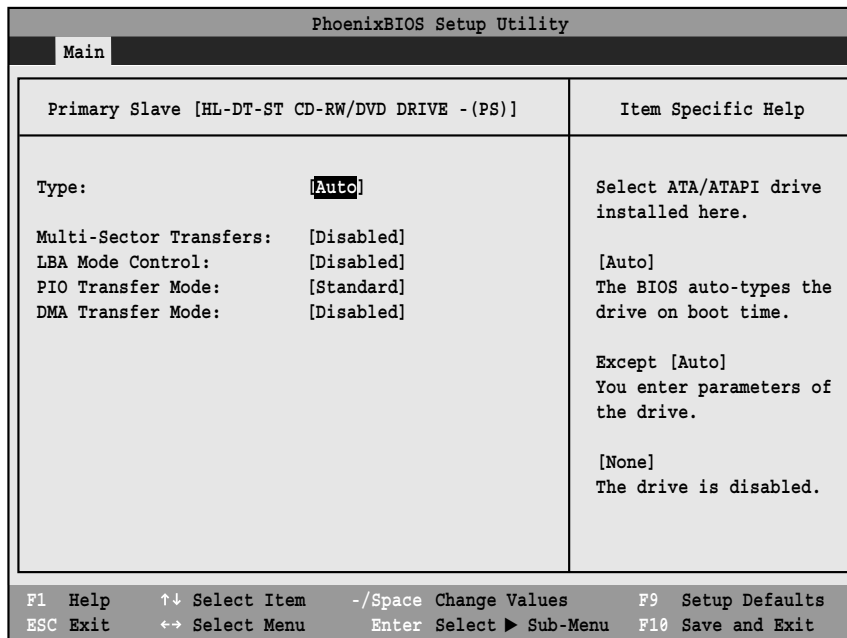 PhoenixBIOS Setup Utility
Main
Primary Slave [HL-DT-ST CD-RW/DVD DRIVE -(PS)]
Item Specific Help
Type: [Auto]
Multi-Sector Transfers: [Disabled]
LBA Mode Control: [Disabled]
PIO Transfer Mode: [Standard]
DMA Transfer Mode: [Disabled]
Select ATA/ATAPI drive
installed here.
[Auto]
The BIOS auto-types the
drive on boot time.
Except [Auto]
You enter parameters of
the drive.
[None]
The drive is disabled.
F1 Help ↑↓ Select Item -/Space Change Values F9 Setup Defaults
ESC Exit ←→ Select Menu Enter Select ▶ Sub-Menu F10 Save and Exit